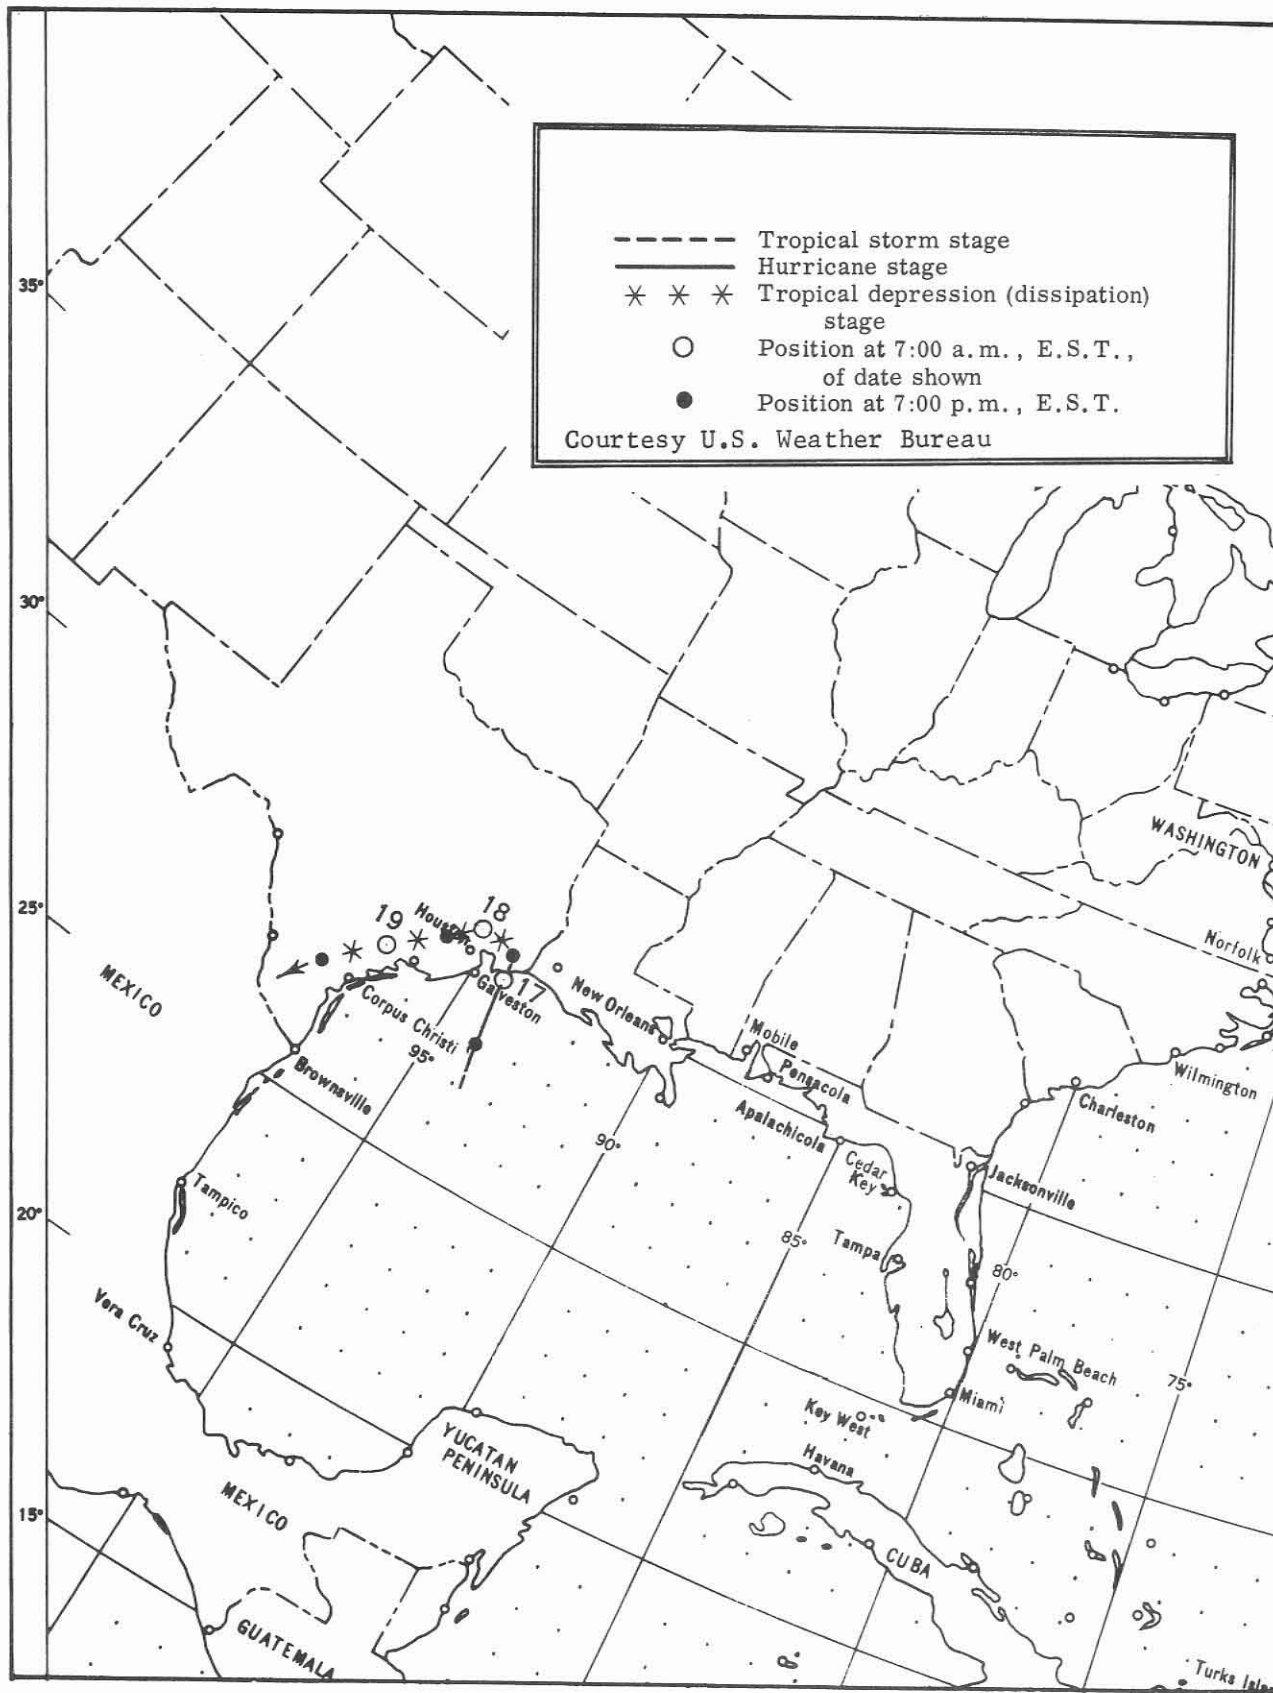 Tropical storm stage
Hurricane stage
Tropical depression (dissipation)
stage
Position at 7:00 a.m., E.S.T.,
of date shown
Position at 7:00 p.m., E.S.T.
Courtesy U.S. Weather Bureau
35°
30°
25°
20°
15°
WASHINGTON
Norfolk
Wilmington
Charleston
19
Houston
18
17
Galveston
New Orleans
Mobile
Pensacola
Apalachicola
MEXICO
Corpus Christi
95°
Brownsville
90°
Cedar
Key
Jacksonville
Tampico
85°
Tampa
80°
Vera Cruz
West Palm Beach
75°
Miami
Key West
Havana
YUCATAN
PENINSULA
MEXICO
CUBA
GUATEMALA
Turks Isla